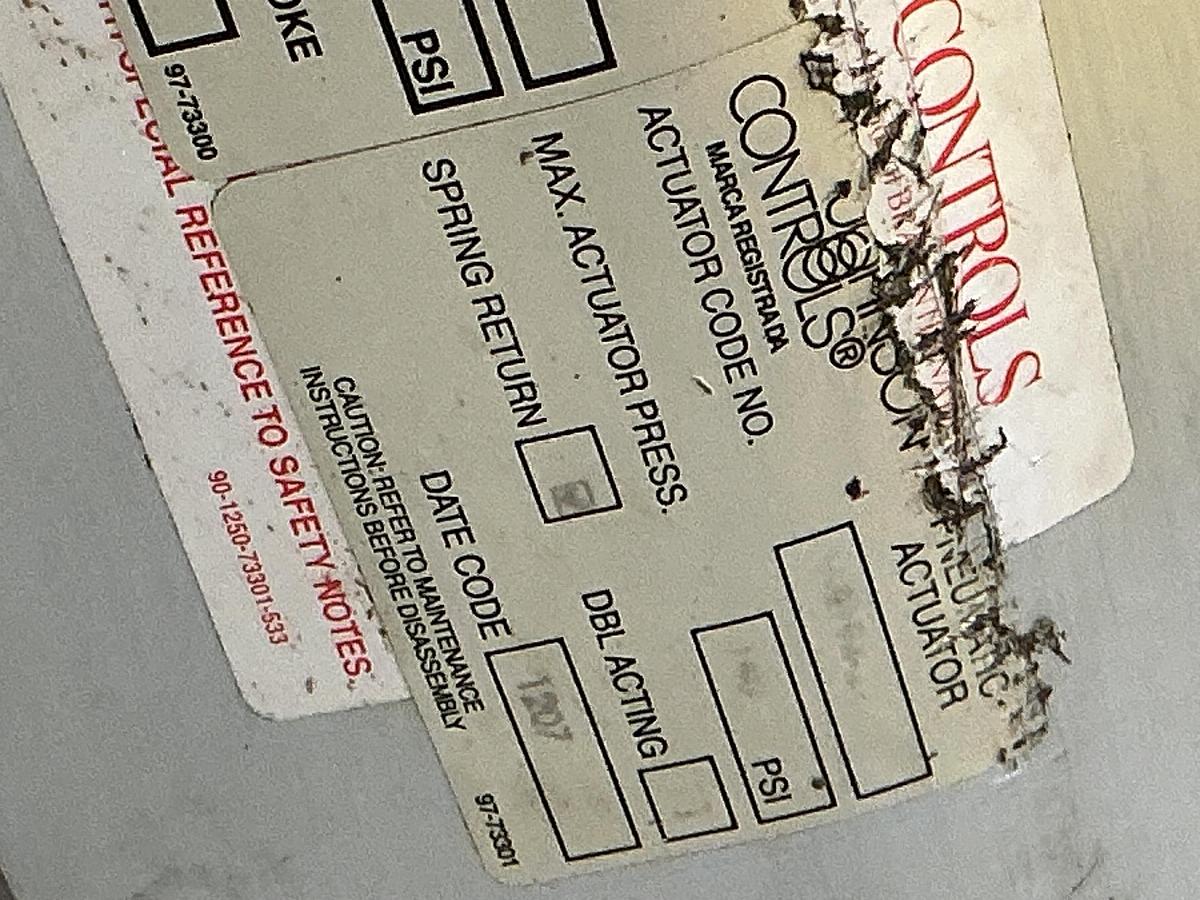 CONTROLS
JOHNSON
CONTROLS®
MARCA REGISTRADA
PNEUMATIC
ACTUATOR
ACTUATOR CODE NO.
MAX. ACTUATOR PRESS.
PSI
SPRING RETURN
DBL ACTING
DATE CODE 1207
CAUTION: REFER TO MAINTENANCE
INSTRUCTIONS BEFORE DISASSEMBLY
97-73301
PSI
OKE
97-73300
REFERENCE TO SAFETY NOTES.
90-1250-73301-533